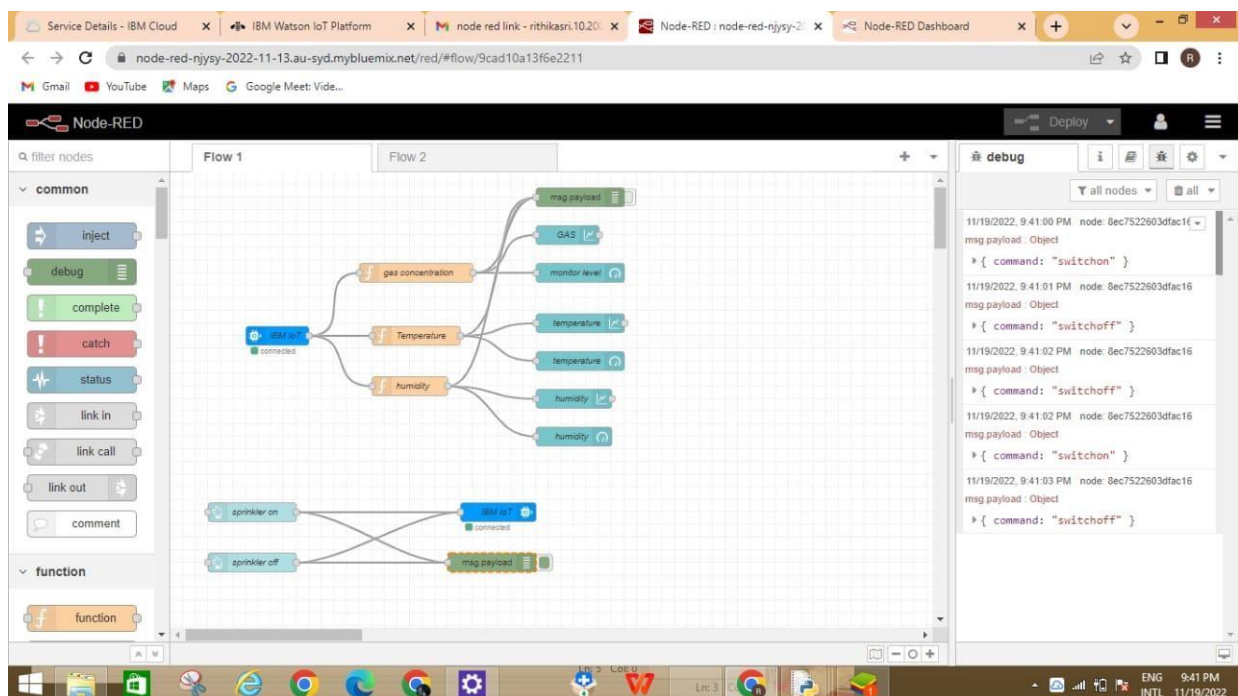 Service Details - IBM Cloud
IBM Watson IoT Platform
node red link - rithikasri.10.20
Node-RED : node-red-njysy-2
Node-RED Dashboard
node-red-njysy-2022-11-13.au-syd.mybluemix.net/red/#flow/9cad10a13f6e2211
R
Gmail YouTube Maps Google Meet: Vide...
Node-RED
Deploy
filter nodes
Flow 1
Flow 2
debug
all nodes
all
common
inject
debug
complete
catch
status
link in
link call
link out
comment
function
function
msg.payload
GAS
gas concentration
monitor level
IBM IoT
connected
Temperature
temperature
temperature
humidity
humidity
humidity
sprinkler on
IBM IoT
connected
sprinkler off
msg.payload
11/19/2022, 9:41:00 PM node: 8ec7522603dfac16
msg.payload : Object
{ command: "switchon" }
11/19/2022, 9:41:01 PM node: 8ec7522603dfac16
msg.payload : Object
{ command: "switchoff" }
11/19/2022, 9:41:02 PM node: 8ec7522603dfac16
msg.payload : Object
{ command: "switchoff" }
11/19/2022, 9:41:02 PM node: 8ec7522603dfac16
msg.payload : Object
{ command: "switchon" }
11/19/2022, 9:41:03 PM node: 8ec7522603dfac16
msg.payload : Object
{ command: "switchoff" }
Ln: 5 Col: 0
Ln: 3
ENG
INTL
9:41 PM
11/19/2022